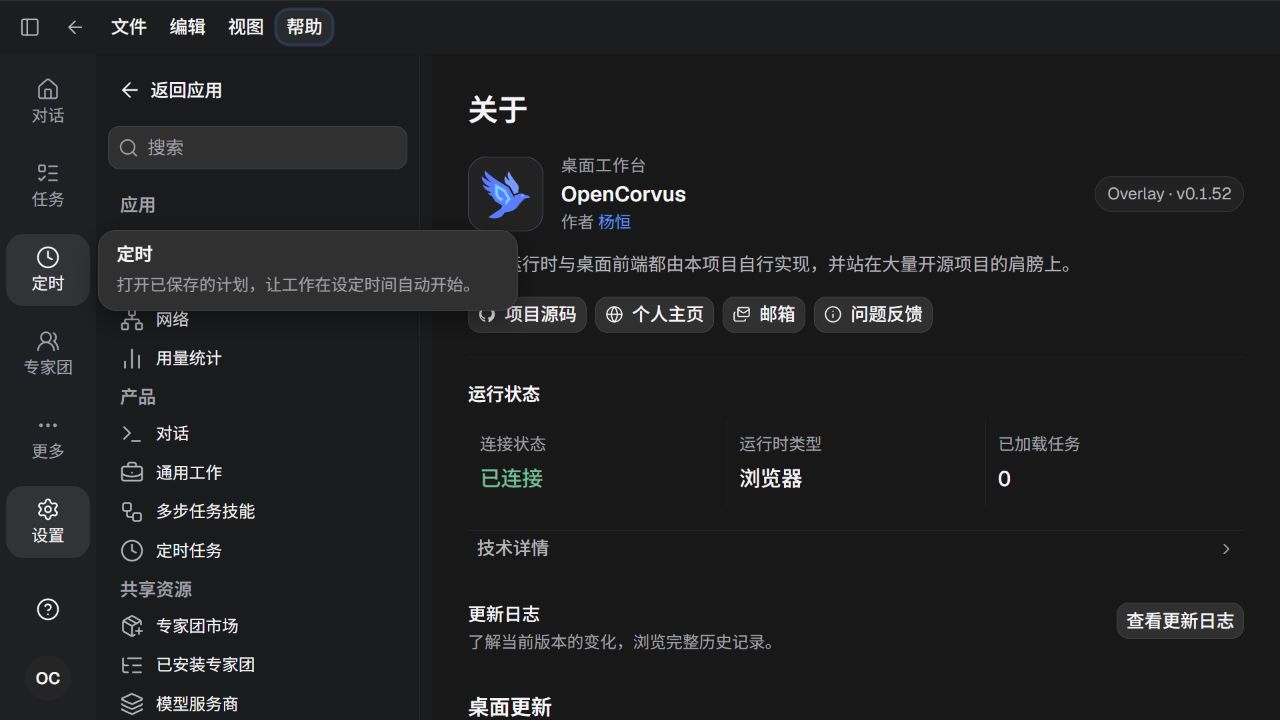 文件 编辑 视图 帮助
对话
任务
定时
专家团
更多
设置
OC
返回应用
搜索
应用
定时
打开已保存的计划，让工作在设定时间自动开始。
网络
用量统计
产品
对话
通用工作
多步任务技能
定时任务
共享资源
专家团市场
已安装专家团
模型服务商
关于
桌面工作台
OpenCorvus
作者 杨恒
Overlay · v0.1.52
行时与桌面前端都由本项目自行实现，并站在大量开源项目的肩膀上。
项目源码 个人主页 邮箱 问题反馈
运行状态
连接状态
已连接
运行时类型
浏览器
已加载任务
0
技术详情
更新日志
了解当前版本的变化，浏览完整历史记录。
查看更新日志
桌面更新